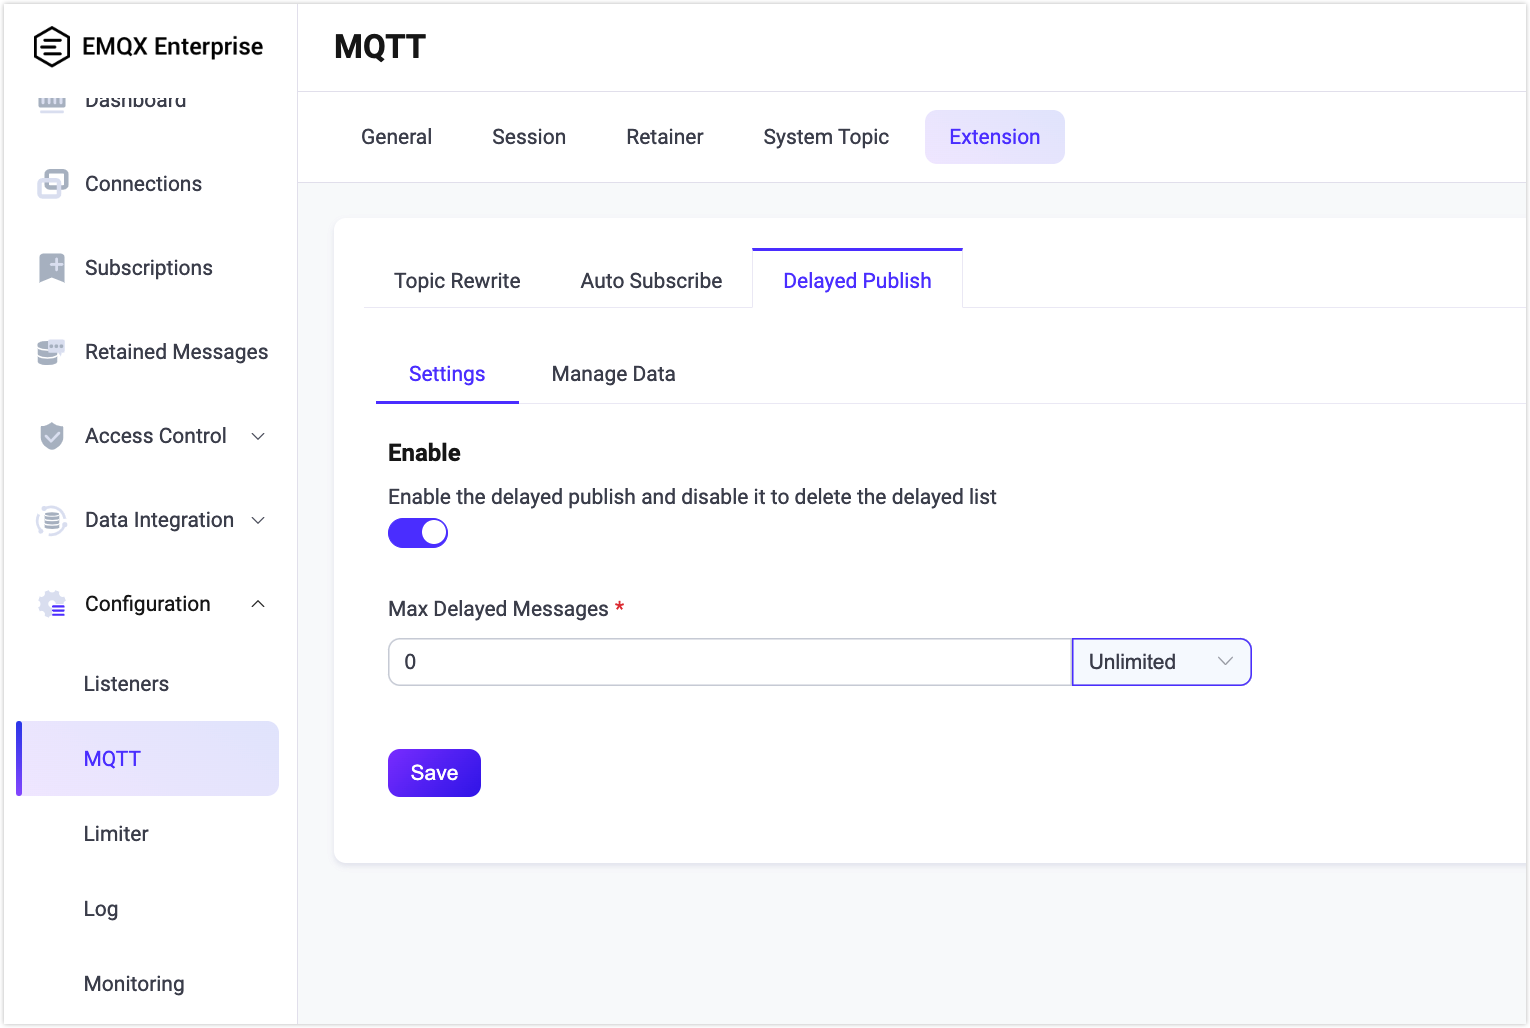 EMQX Enterprise
Dashboard
Connections
Subscriptions
Retained Messages
Access Control
Data Integration
Configuration
Listeners
MQTT
Limiter
Log
Monitoring
MQTT
General Session Retainer System Topic Extension
Topic Rewrite Auto Subscribe Delayed Publish
Settings Manage Data
Enable
Enable the delayed publish and disable it to delete the delayed list
Max Delayed Messages *
0 Unlimited
Save